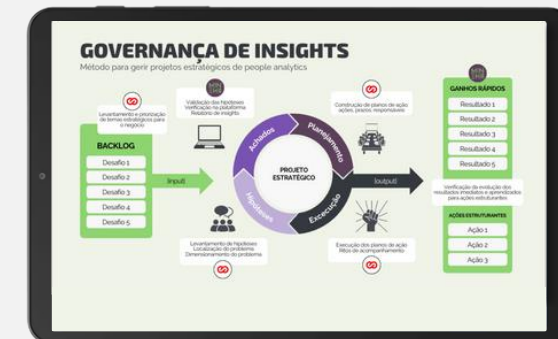 GOVERNANÇA DE INSIGHTS
Método para gerir projetos estratégicos de people analytics
Levantamento e priorização
de temas estratégicos para
o negócio
BACKLOG
Desafio 1
Desafio 2
Desafio 3
Desafio 4
Desafio 5
(input)
Validação das hipóteses
Verificação na plataforma
Relatório de insight
Achados
Planejamento
Hipóteses
Excecução
PROJETO
ESTRATÉGICO
Levantamento de hipóteses
Localização do problema
Dimensionamento do problema
Construção de planos de ação:
ações, prazos, responsáveis
(output)
Execução dos planos de ação
Ritos de acompanhamento
GANHOS RÁPIDOS
Resultado 1
Resultado 2
Resultado 3
Resultado 4
Resultado 5
Verificação da evolução dos
resultados imediatos e aprendizados
para ações estruturantes
AÇÕES ESTRUTURANTES
Ação 1
Ação 2
Ação 3